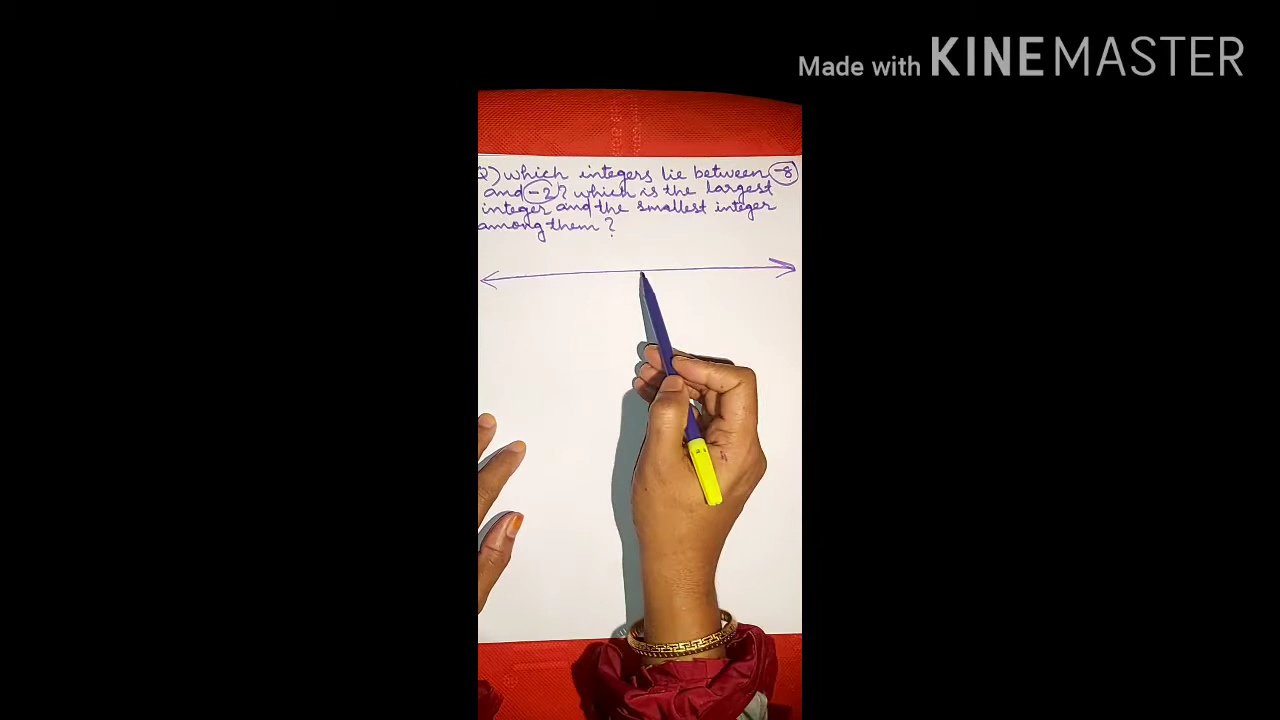 Made with KINEMASTER
Q) which integers lie between -8
and -2? which is the largest
integer and the smallest integer
among them?